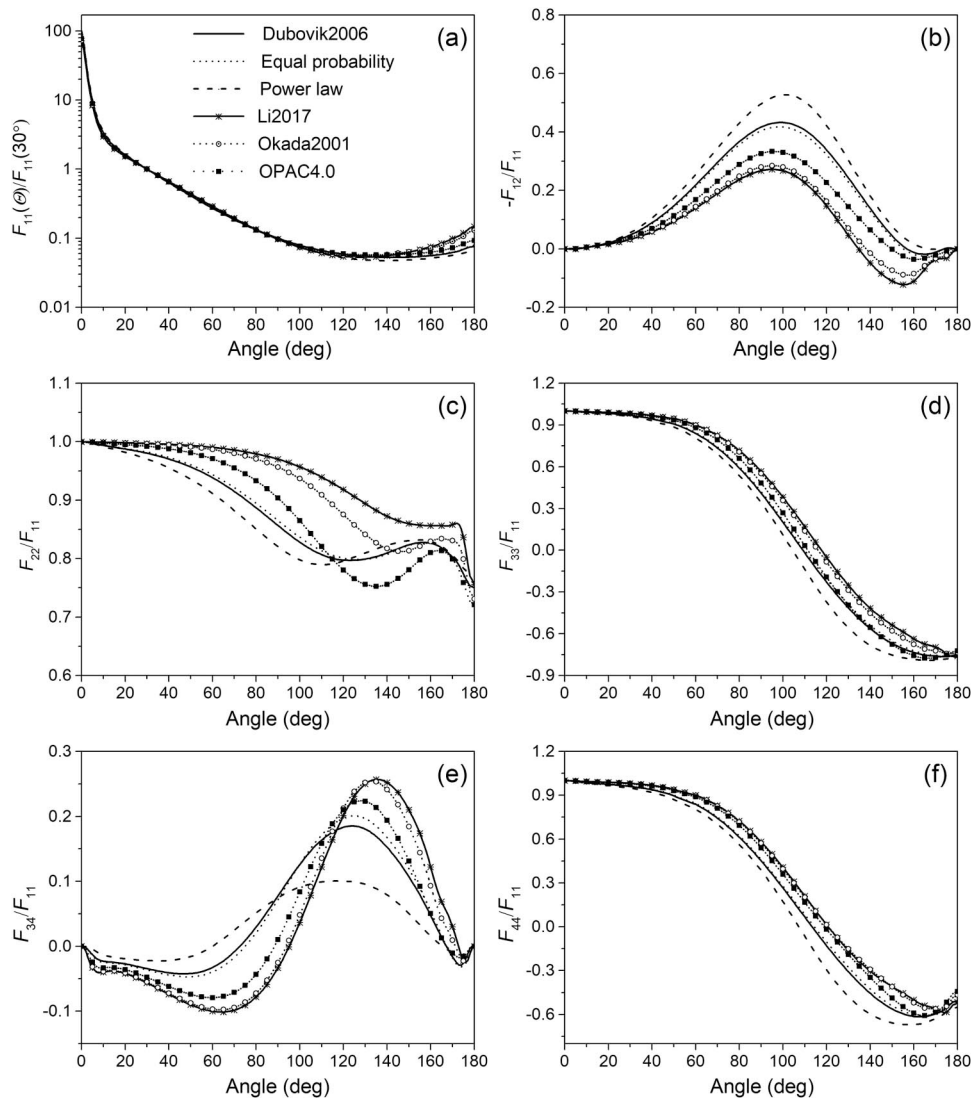 (a)
Dubovik2006
Equal probability
Power law
Li2017
Okada2001
OPAC4.0
F₁₁(Θ)/F₁₁(30°)
100
10
1
0.1
0.01
0 20 40 60 80 100 120 140 160 180
Angle (deg)
(b)
-F₁₂/F₁₁
0.8
0.6
0.4
0.2
0.0
-0.2
0 20 40 60 80 100 120 140 160 180
Angle (deg)
(c)
F₂₂/F₁₁
1.1
1.0
0.9
0.8
0.7
0.6
0 20 40 60 80 100 120 140 160 180
Angle (deg)
(d)
F₃₃/F₁₁
1.2
0.9
0.6
0.3
0.0
-0.3
-0.6
-0.9
0 20 40 60 80 100 120 140 160 180
Angle (deg)
(e)
F₃₄/F₁₁
0.3
0.2
0.1
0.0
-0.1
0 20 40 60 80 100 120 140 160 180
Angle (deg)
(f)
F₄₄/F₁₁
1.2
0.9
0.6
0.3
0.0
-0.3
-0.6
0 20 40 60 80 100 120 140 160 180
Angle (deg)